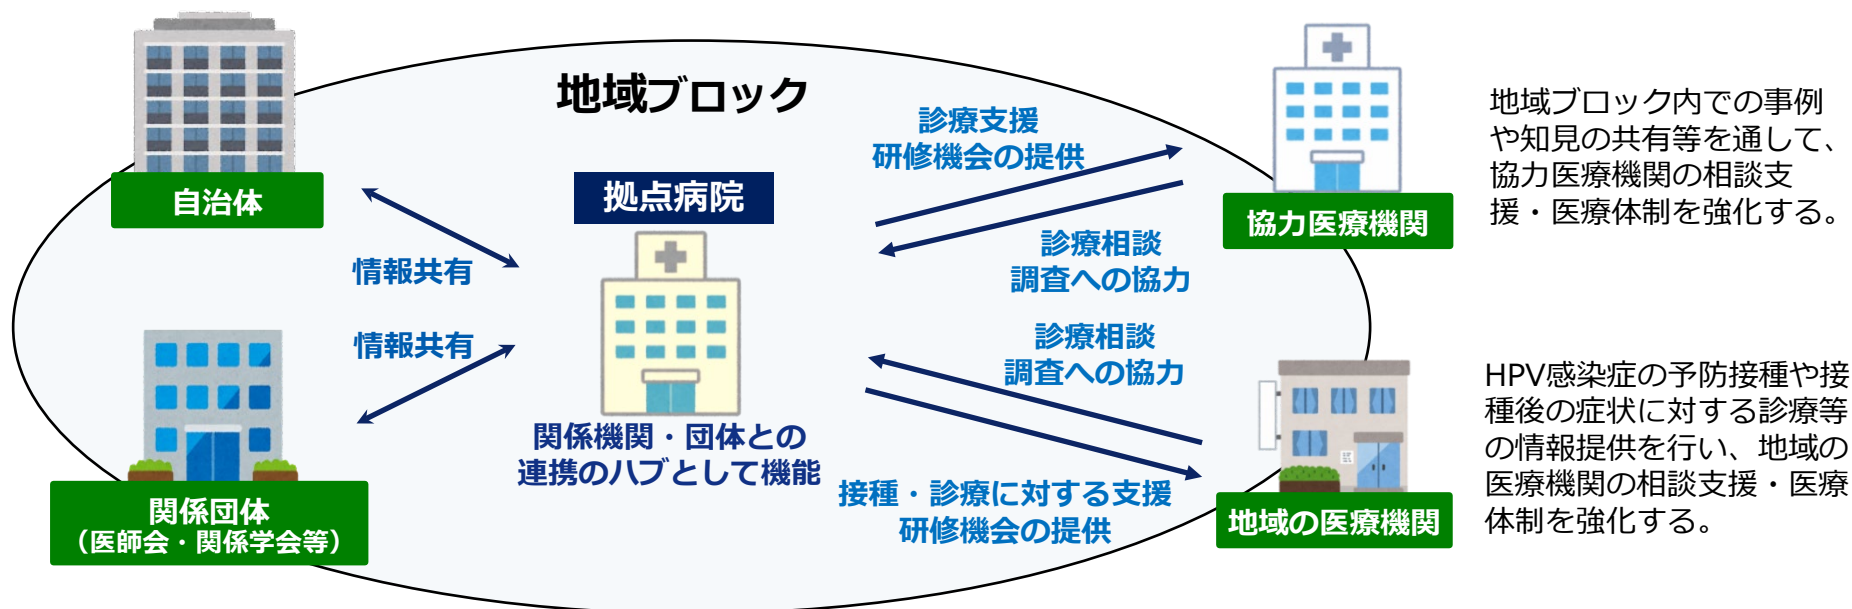 地域ブロック
自治体
情報共有
情報共有
関係団体
（医師会・関係学会等）
拠点病院
関係機関・団体との
連携のハブとして機能
診療支援
研修機会の提供
診療相談
調査への協力
診療相談
調査への協力
接種・診療に対する支援
研修機会の提供
協力医療機関
地域の医療機関
地域ブロック内での事例
や知見の共有等を通して、
協力医療機関の相談支
援・医療体制を強化する。
HPV感染症の予防接種や接
種後の症状に対する診療等
の情報提供を行い、地域の
医療機関の相談支援・医療
体制を強化する。